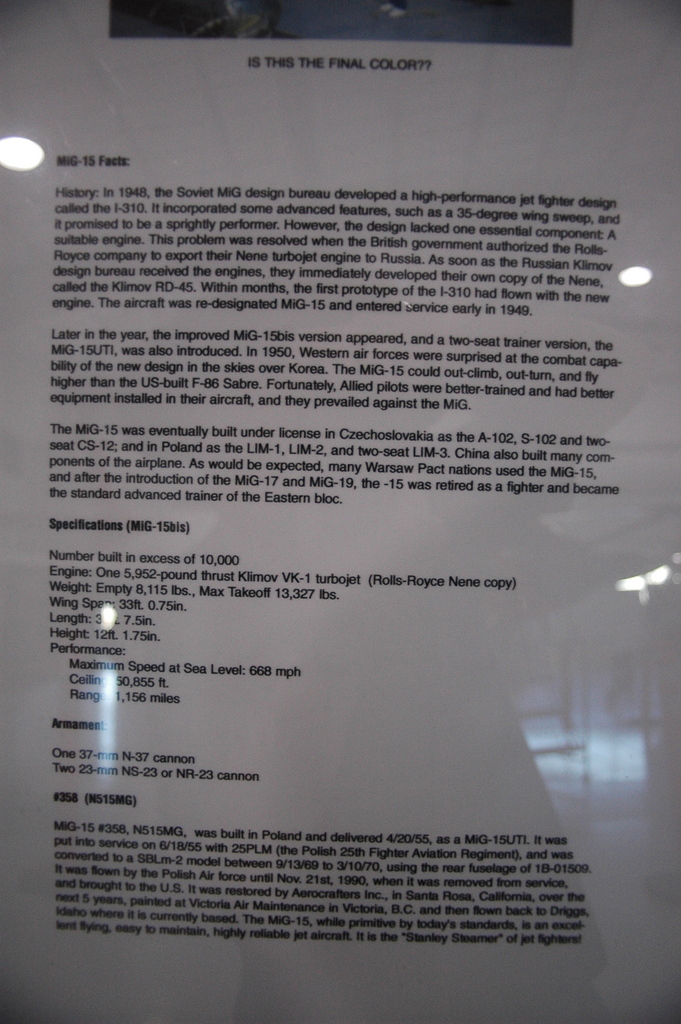 IS THIS THE FINAL COLOR??
MiG-15 Facts:
History: In 1948, the Soviet MiG design bureau developed a high-performance jet fighter design
called the I-310. It incorporated some advanced features, such as a 35-degree wing sweep, and
it promised to be a sprightly performer. However, the design lacked one essential component: A
suitable engine. This problem was resolved when the British government authorized the Rolls-
Royce company to export their Nene turbojet engine to Russia. As soon as the Russian Klimov
design bureau received the engines, they immediately developed their own copy of the Nene,
called the Klimov RD-45. Within months, the first prototype of the I-310 had flown with the new
engine. The aircraft was re-designated MiG-15 and entered service early in 1949.
Later in the year, the improved MiG-15bis version appeared, and a two-seat trainer version, the
MiG-15UTI, was also introduced. In 1950, Western air forces were surprised at the combat capa-
bility of the new design in the skies over Korea. The MiG-15 could out-climb, out-turn, and fly
higher than the US-built F-86 Sabre. Fortunately, Allied pilots were better-trained and had better
equipment installed in their aircraft, and they prevailed against the MiG.
The MiG-15 was eventually built under license in Czechoslovakia as the A-102, S-102 and two-
seat CS-12; and in Poland as the LIM-1, LIM-2, and two-seat LIM-3. China also built many com-
ponents of the airplane. As would be expected, many Warsaw Pact nations used the MiG-15,
and after the introduction of the MiG-17 and MiG-19, the -15 was retired as a fighter and became
the standard advanced trainer of the Eastern bloc.
Specifications (MiG-15bis)
Number built in excess of 10,000
Engine: One 5,952-pound thrust Klimov VK-1 turbojet (Rolls-Royce Nene copy)
Weight: Empty 8,115 lbs., Max Takeoff 13,327 lbs.
Wing Span: 33ft. 0.75in.
Length: 7.5in.
Height: 12ft. 1.75in.
Performance:
Maximum Speed at Sea Level: 668 mph
Ceiling 50,855 ft.
Range 1,156 miles
Armament:
One 37-mm N-37 cannon
Two 23-mm NS-23 or NR-23 cannon
#358 (N515MG)
MiG-15 #358, N515MG, was built in Poland and delivered 4/20/55, as a MiG-15UTI. It was
put into service on 6/18/55 with 25PLM (the Polish 25th Fighter Aviation Regiment), and was
converted to a SBLm-2 model between 9/13/69 to 3/10/70, using the rear fuselage of 1B-01509.
It was flown by the Polish Air force until Nov. 21st, 1990, when it was removed from service,
and brought to the U.S. It was restored by Aerocrafters Inc., in Santa Rosa, California, over the
next 5 years, painted at Victoria Air Maintenance in Victoria, B.C. and then flown back to Driggs,
Idaho where it is currently based. The MiG-15, while primitive by today's standards, is an excel-
lent flying, easy to maintain, highly reliable jet aircraft. It is the "Stanley Steamer" of jet fighters!